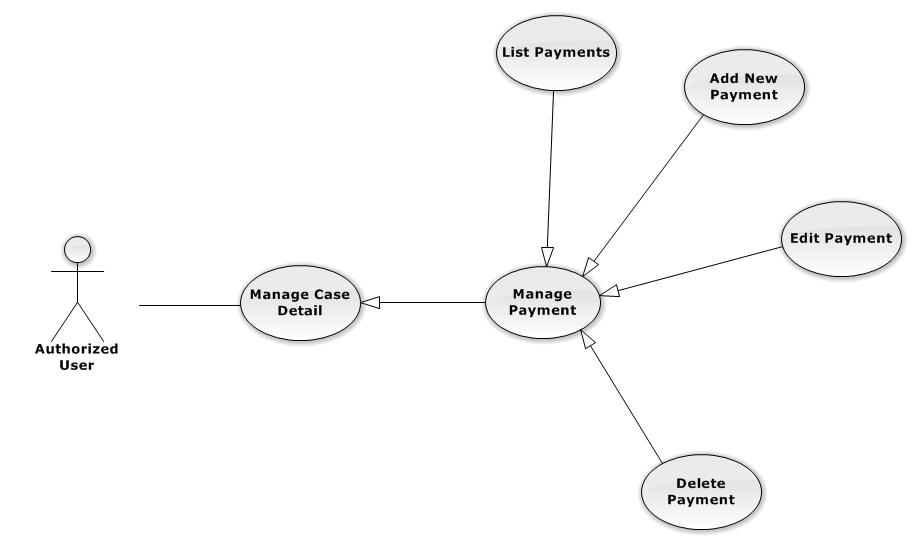 List Payments
Add New
Payment
Edit Payment
Manage Case
Detail
Manage
Payment
Authorized
User
Delete
Payment